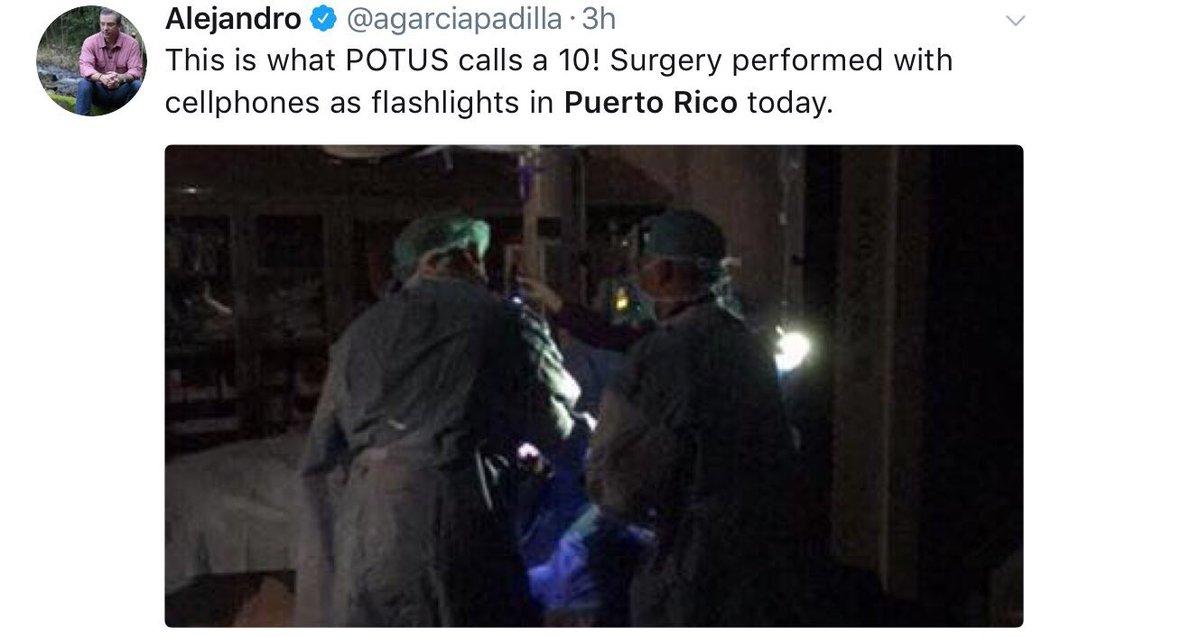 Alejandro @agarciapadilla · 3h
This is what POTUS calls a 10! Surgery performed with
cellphones as flashlights in Puerto Rico today.